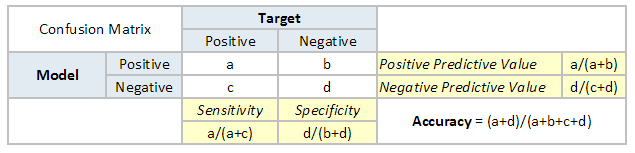 Confusion Matrix
Target
Positive Negative
Model Positive a b Positive Predictive Value a/(a+b)
Negative c d Negative Predictive Value d/(c+d)
Sensitivity Specificity
Accuracy = (a+d)/(a+b+c+d)
a/(a+c) d/(b+d)